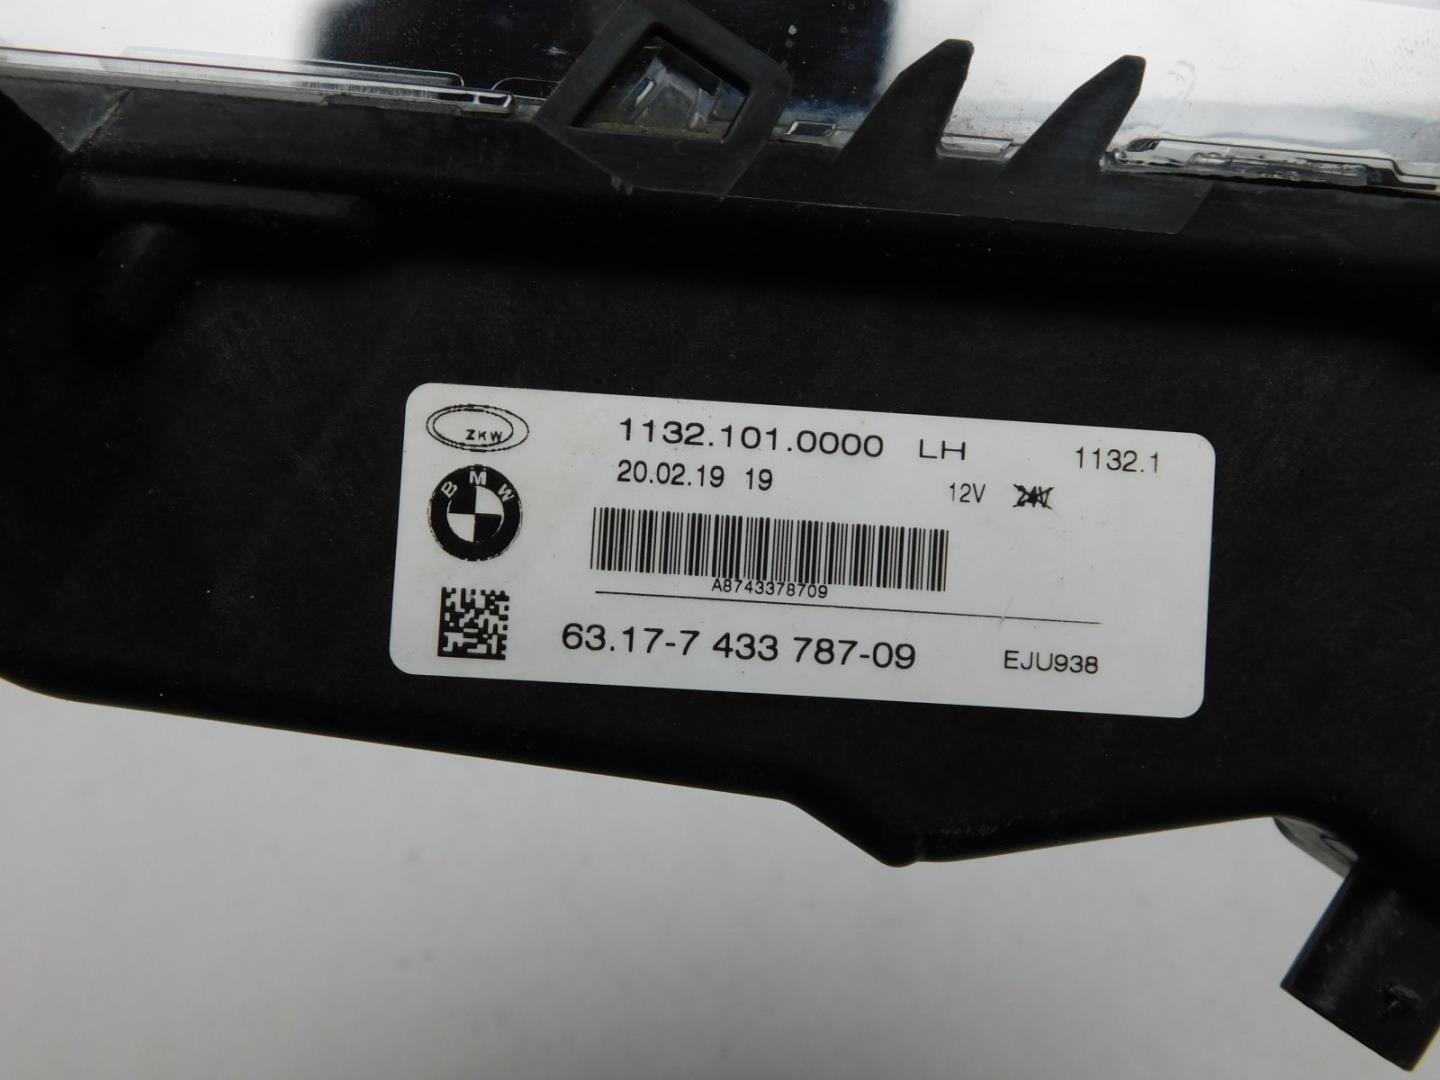 ZKW
1132.101.0000 LH 1132.1
20.02.19 19 12V 24V
BMW
A8743378709
63.17-7 433 787-09 EJU938